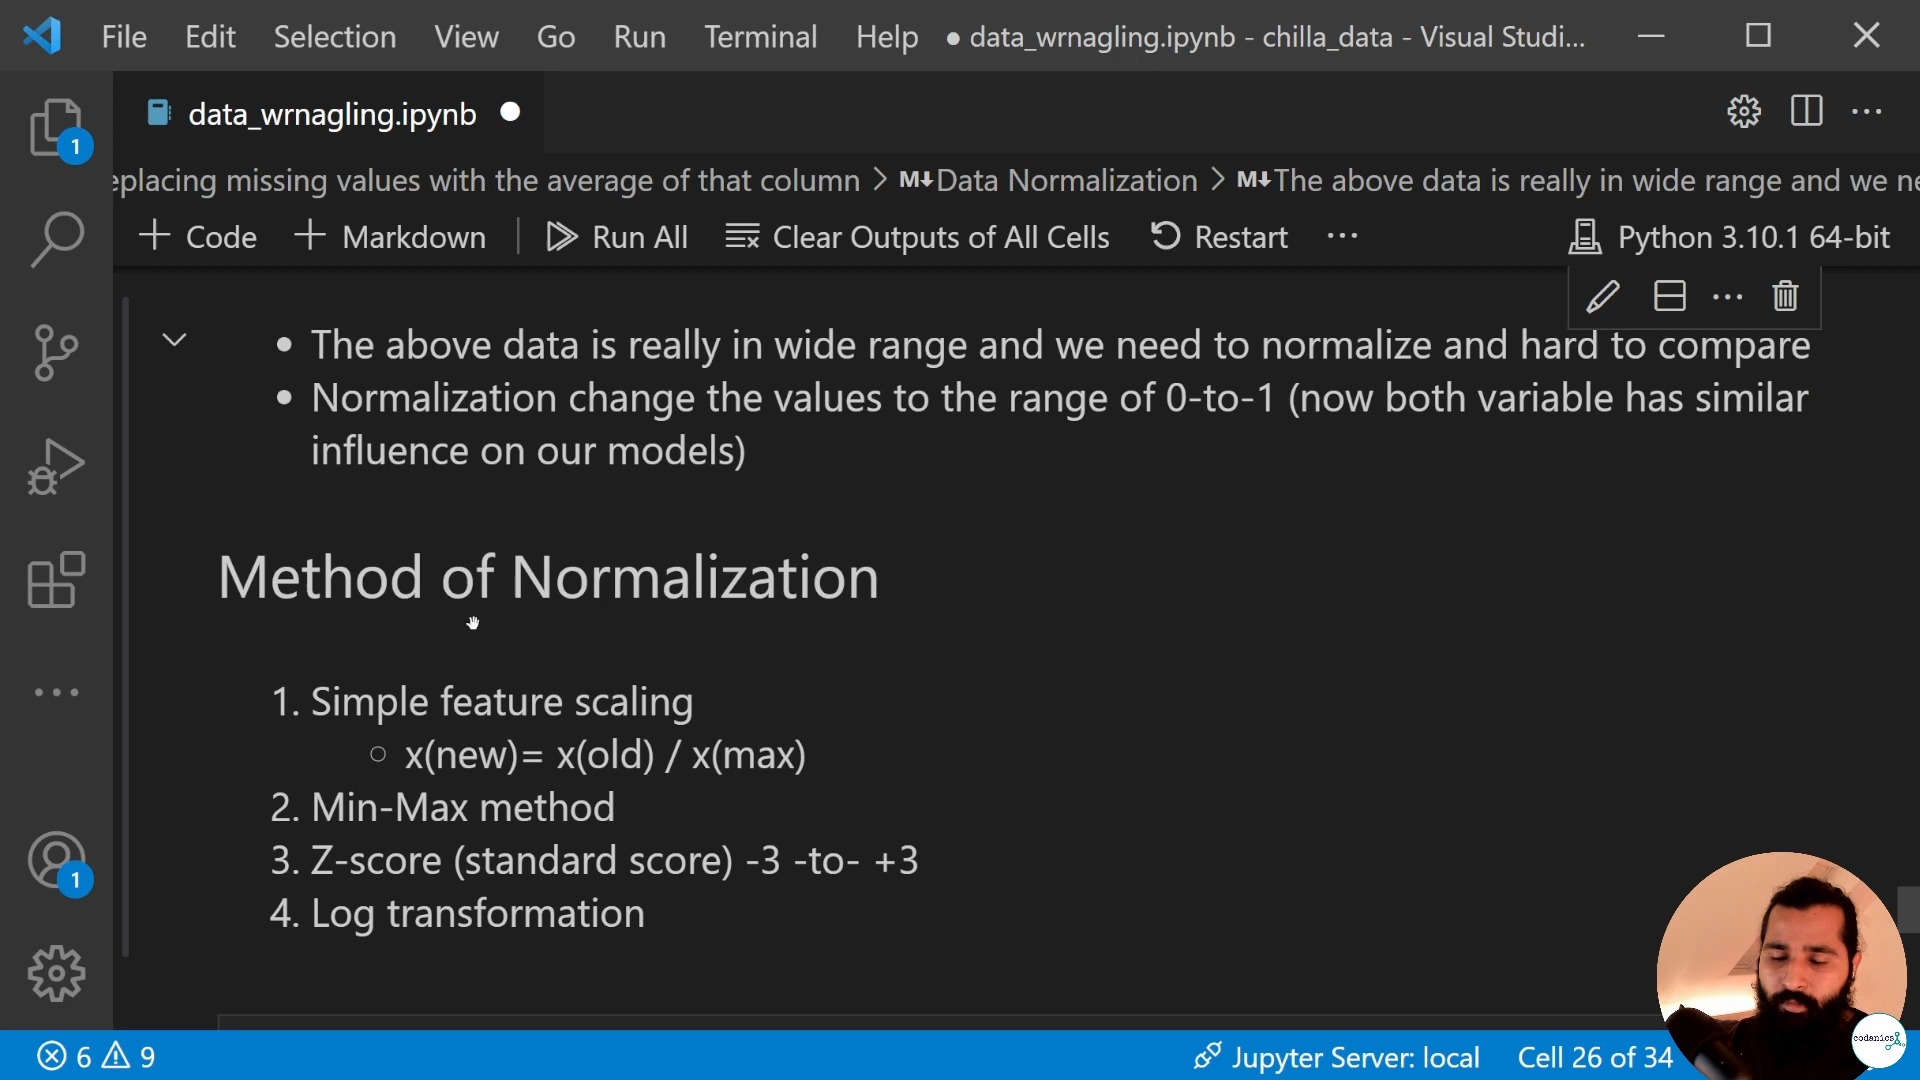 File Edit Selection View Go Run Terminal Help ● data_wrnagling.ipynb - chilla_data - Visual Studi...
data_wrnagling.ipynb ●
eplacing missing values with the average of that column > M↓Data Normalization > M↓The above data is really in wide range and we ne
+ Code + Markdown Run All Clear Outputs of All Cells Restart ··· Python 3.10.1 64-bit
1
• The above data is really in wide range and we need to normalize and hard to compare
• Normalization change the values to the range of 0-to-1 (now both variable has similar
influence on our models)
Method of Normalization
1. Simple feature scaling
○ x(new)= x(old) / x(max)
2. Min-Max method
3. Z-score (standard score) -3 -to- +3
4. Log transformation
1
codanics
6 9 Jupyter Server: local Cell 26 of 34